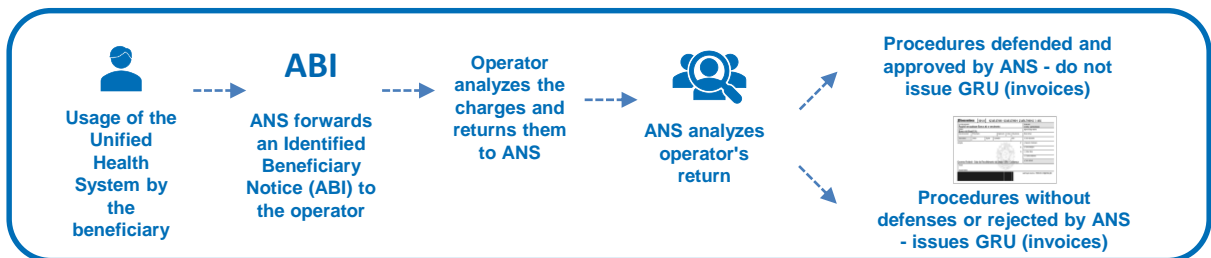 Usage of the
Unified
Health
System by
the
beneficiary
ABI
ANS forwards
an Identified
Beneficiary
Notice (ABI) to
the operator
Operator
analyzes the
charges and
returns them
to ANS
ANS analyzes
operator's
return
Procedures defended and
approved by ANS - do not
issue GRU (invoices)
Procedures without
defenses or rejected by ANS
- issues GRU (invoices)